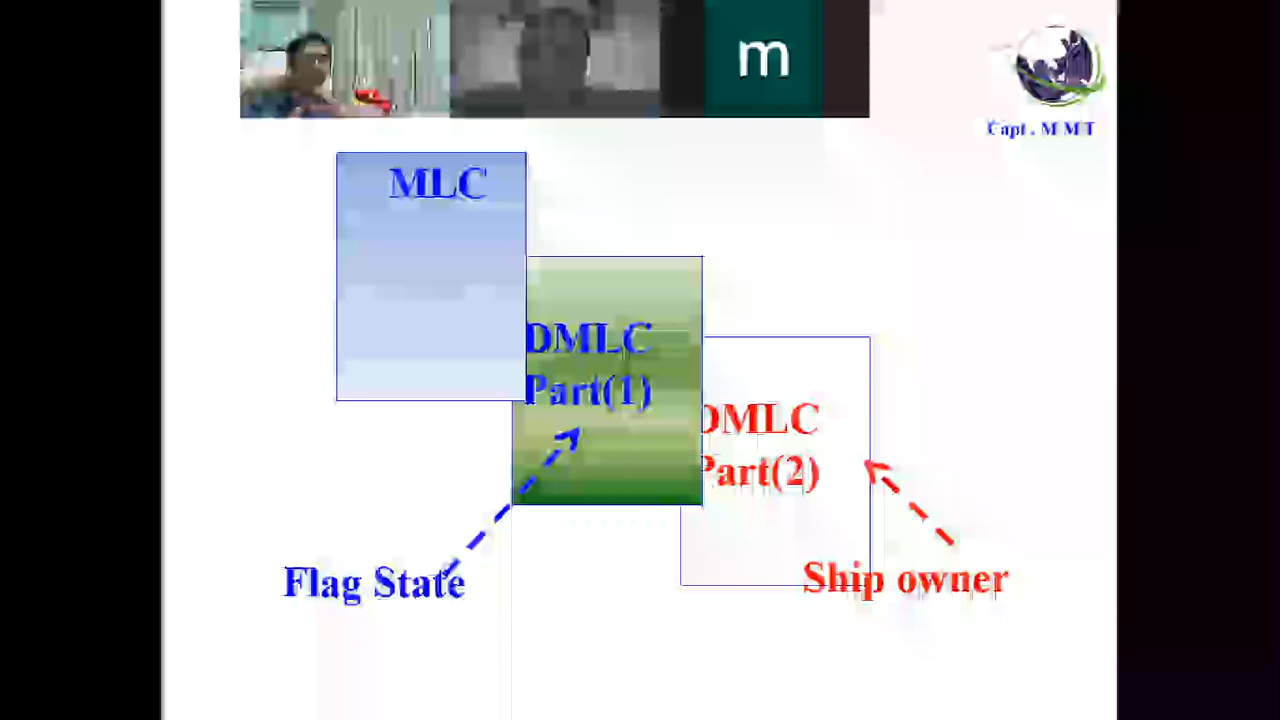 m
Capt . M M T
MLC
DMLC
Part(1)
DMLC
Part(2)
Flag State
Ship owner